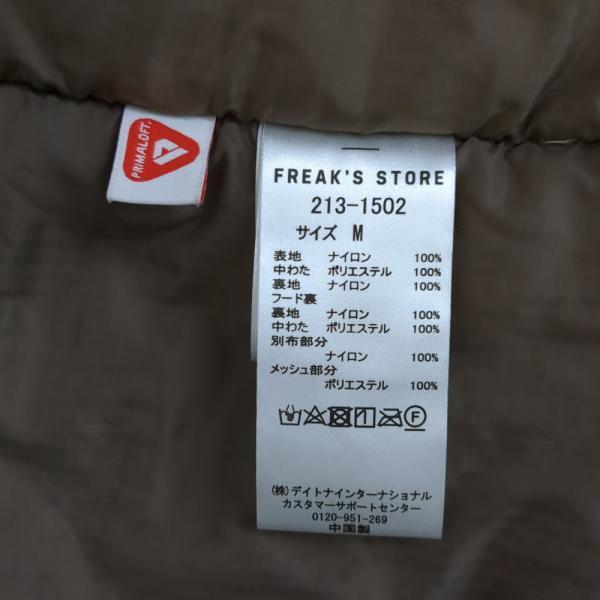 PRIMALOFT.
FREAK'S STORE
213-1502
サイズ M
表地 ナイロン 100%
中わた ポリエステル 100%
裏地 ナイロン 100%
フード裏
裏地 ナイロン 100%
中わた ポリエステル 100%
別布部分
ナイロン 100%
メッシュ部分
ポリエステル 100%
(株)デイトナインターナショナル
カスタマーサポートセンター
0120-951-269
中国製